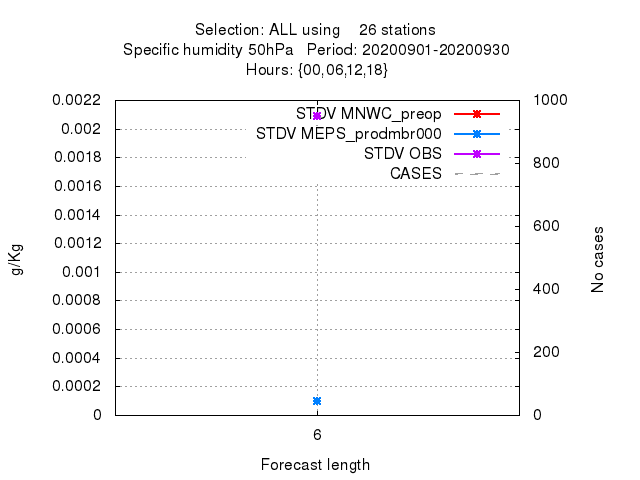 Selection: ALL using    26 stations
Specific humidity 50hPa   Period: 20200901-20200930
Hours: {00,06,12,18}
STDV MNWC_preop
STDV MEPS_prodmbr000
STDV OBS
CASES
g/Kg
0.0022
0.002
0.0018
0.0016
0.0014
0.0012
0.001
0.0008
0.0006
0.0004
0.0002
0
1000
800
600
400
200
0
No cases
6
Forecast length